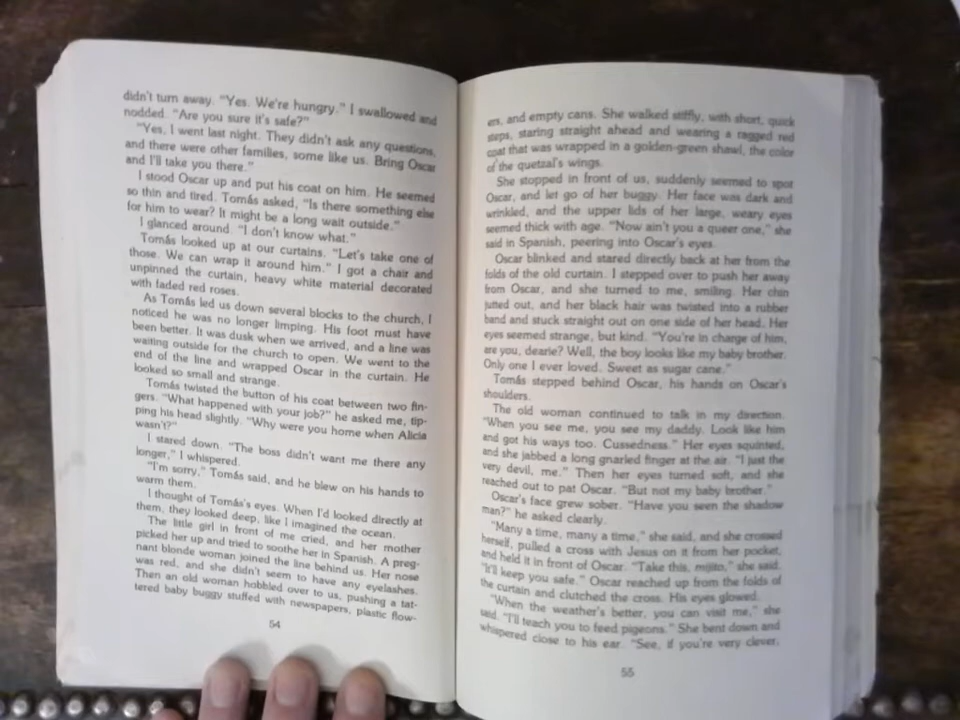 didn't turn away. "Yes. We're hungry." I swallowed and
nodded. "Are you sure it's safe?"
"Yes, I went last night. They didn't ask any questions,
and there were other families, some like us. Bring Oscar
and I'll take you there."
I stood Oscar up and put his coat on him. He seemed
so thin and tired. Tomás asked, "Is there something else
for him to wear? It might be a long wait outside."
I glanced around. "I don't know what."
Tomás looked up at our curtains. "Let's take one of
those. We can wrap it around him." I got a chair and
unpinned the curtain, heavy white material decorated
with faded red roses.
As Tomás led us down several blocks to the church, I
noticed he was no longer limping. His foot must have
been better. It was dusk when we arrived, and a line was
waiting outside for the church to open. We went to the
end of the line and wrapped Oscar in the curtain. He
looked so small and strange.
Tomás twisted the button of his coat between two fin-
gers. "What happened with your job?" he asked me, tip-
ping his head slightly. "Why were you home when Alicia
wasn't?"
I stared down. "The boss didn't want me there any
longer," I whispered.
"I'm sorry," Tomás said, and he blew on his hands to
warm them.
I thought of Tomás's eyes. When I'd looked directly at
them, they looked deep, like I imagined the ocean.
The little girl in front of me cried, and her mother
picked her up and tried to soothe her in Spanish. A preg-
nant blonde woman joined the line behind us. Her nose
was red, and she didn't seem to have any eyelashes.
Then an old woman hobbled over to us, pushing a tat-
tered baby buggy stuffed with newspapers, plastic flow-
54
ers, and empty cans. She walked stiffly, with short, quick
steps, staring straight ahead and wearing a ragged red
coat that was wrapped in a golden-green shawl, the color
of the quetzal's wings.
She stopped in front of us, suddenly seemed to spot
Oscar, and let go of her buggy. Her face was dark and
wrinkled, and the upper lids of her large, weary eyes
seemed thick with age. "Now ain't you a queer one," she
said in Spanish, peering into Oscar's eyes.
Oscar blinked and stared directly back at her from the
folds of the old curtain. I stepped over to push her away
from Oscar, and she turned to me, smiling. Her chin
jutted out, and her black hair was twisted into a rubber
band and stuck straight out on one side of her head. Her
eyes seemed strange, but kind. "You're in charge of him,
are you, dearie? Well, the boy looks like my baby brother.
Only one I ever loved. Sweet as sugar cane."
Tomás stepped behind Oscar, his hands on Oscar's
shoulders.
The old woman continued to talk in my direction.
"When you see me, you see my daddy. Look like him
and got his ways too. Cussedness." Her eyes squinted,
and she jabbed a long gnarled finger at the air. "I just the
very devil, me." Then her eyes turned soft, and she
reached out to pat Oscar. "But not my baby brother."
Oscar's face grew sober. "Have you seen the shadow
man?" he asked clearly.
"Many a time, many a time," she said, and she crossed
herself, pulled a cross with Jesus on it from her pocket,
and held it in front of Oscar. "Take this, mijito," she said.
"It'll keep you safe." Oscar reached up from the folds of
the curtain and clutched the cross. His eyes glowed.
"When the weather's better, you can visit me," she
said. "I'll teach you to feed pigeons." She bent down and
whispered close to his ear. "See, if you're very clever,
55